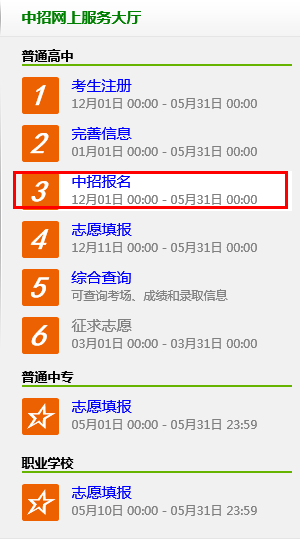 中招网上服务大厅
普通高中
1 考生注册
12月01日 00:00 - 05月31日 00:00
2 完善信息
01月01日 00:00 - 05月31日 00:00
3 中招报名
12月01日 00:00 - 05月31日 00:00
4 志愿填报
12月11日 00:00 - 05月31日 00:00
5 综合查询
可查询考场、成绩和录取信息
6 征求志愿
03月01日 00:00 - 03月31日 00:00
普通中专
志愿填报
05月01日 00:00 - 05月31日 23:59
职业学校
志愿填报
05月10日 00:00 - 05月31日 23:59